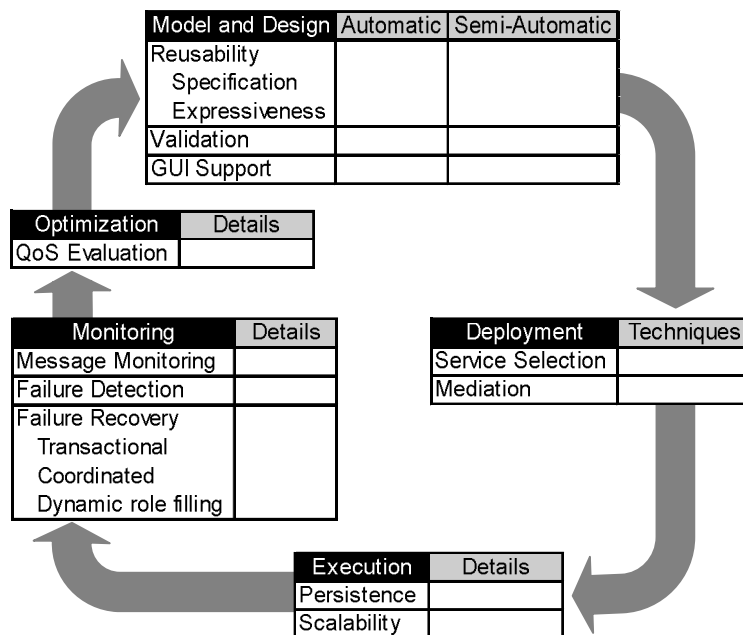 Model and Design Automatic Semi-Automatic
Reusability
Specification
Expressiveness
Validation
GUI Support
Optimization Details
QoS Evaluation
Monitoring Details
Message Monitoring
Failure Detection
Failure Recovery
Transactional
Coordinated
Dynamic role filling
Deployment Techniques
Service Selection
Mediation
Execution Details
Persistence
Scalability